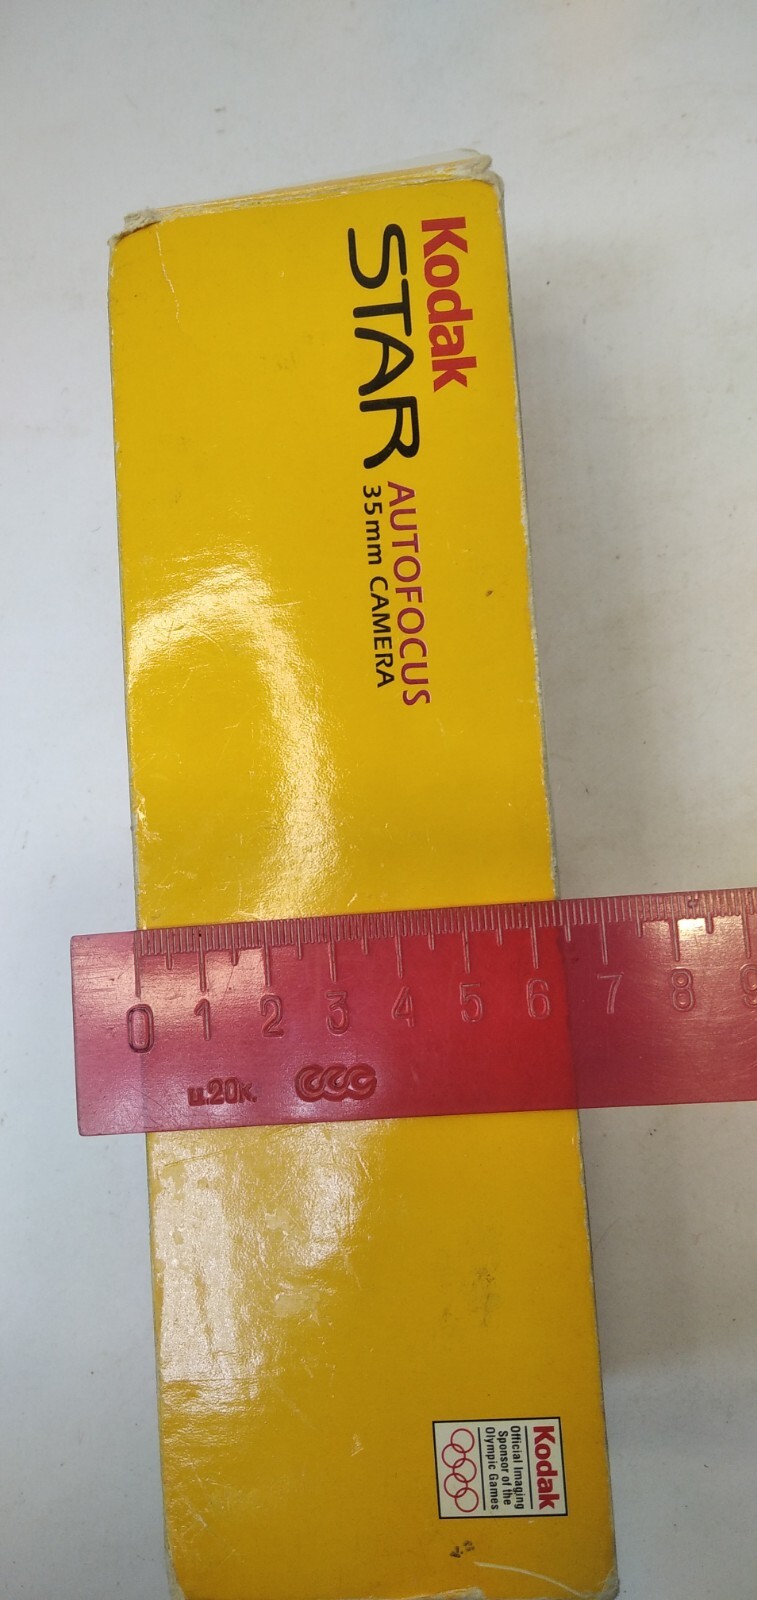 Kodak
STAR AUTOFOCUS
35mm CAMERA
0 1 2 3 4 5 6 7 8 9
ц.20к.
Kodak
Official Imaging
Sponsor of the
Olympic Games